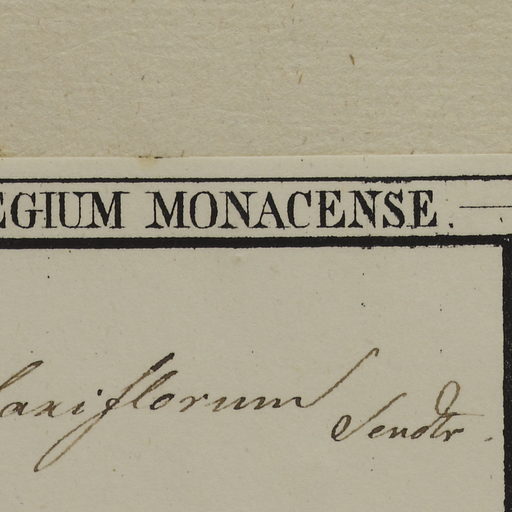 EGIUM MONACENSE.
laxiflorum Sendtr.